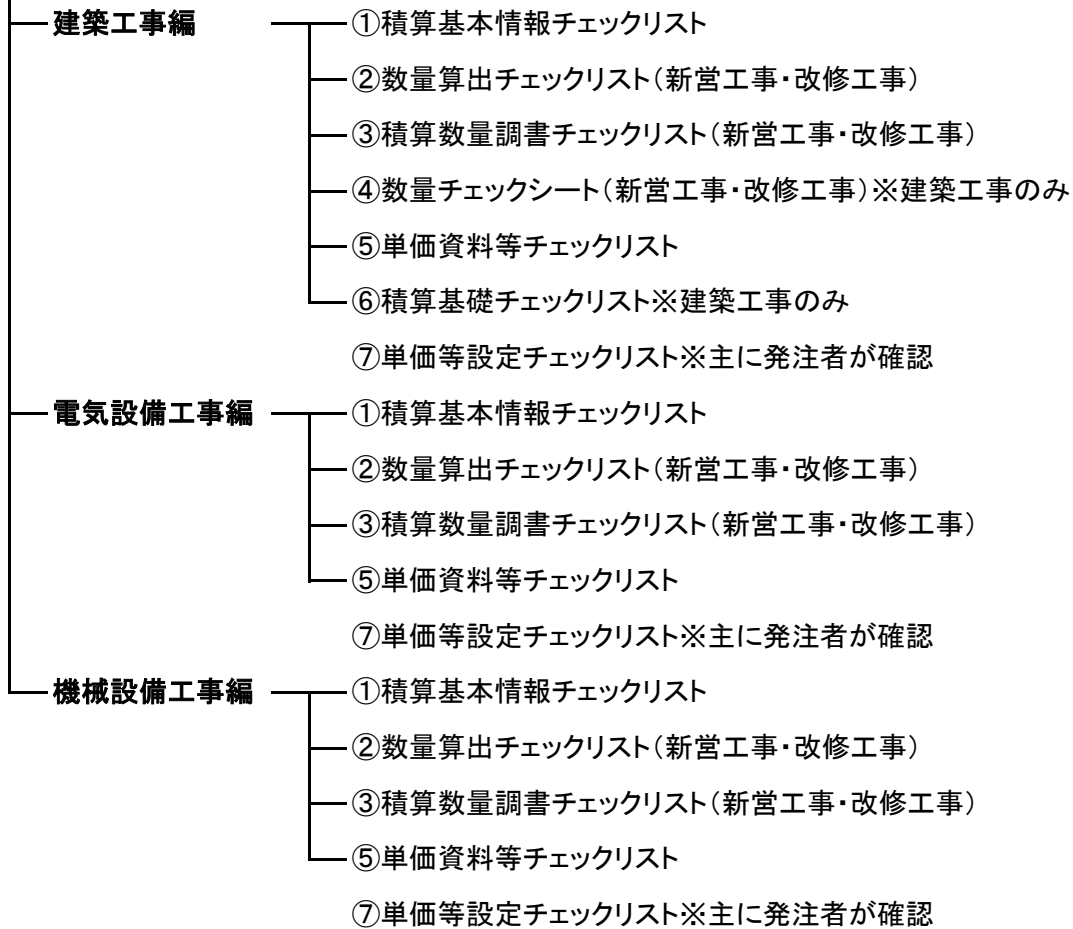 建築工事編 ①積算基本情報チェックリスト
②数量算出チェックリスト（新営工事・改修工事）
③積算数量調書チェックリスト（新営工事・改修工事）
④数量チェックシート（新営工事・改修工事）※建築工事のみ
⑤単価資料等チェックリスト
⑥積算基礎チェックリスト※建築工事のみ
⑦単価等設定チェックリスト※主に発注者が確認
電気設備工事編 ①積算基本情報チェックリスト
②数量算出チェックリスト（新営工事・改修工事）
③積算数量調書チェックリスト（新営工事・改修工事）
⑤単価資料等チェックリスト
⑦単価等設定チェックリスト※主に発注者が確認
機械設備工事編 ①積算基本情報チェックリスト
②数量算出チェックリスト（新営工事・改修工事）
③積算数量調書チェックリスト（新営工事・改修工事）
⑤単価資料等チェックリスト
⑦単価等設定チェックリスト※主に発注者が確認